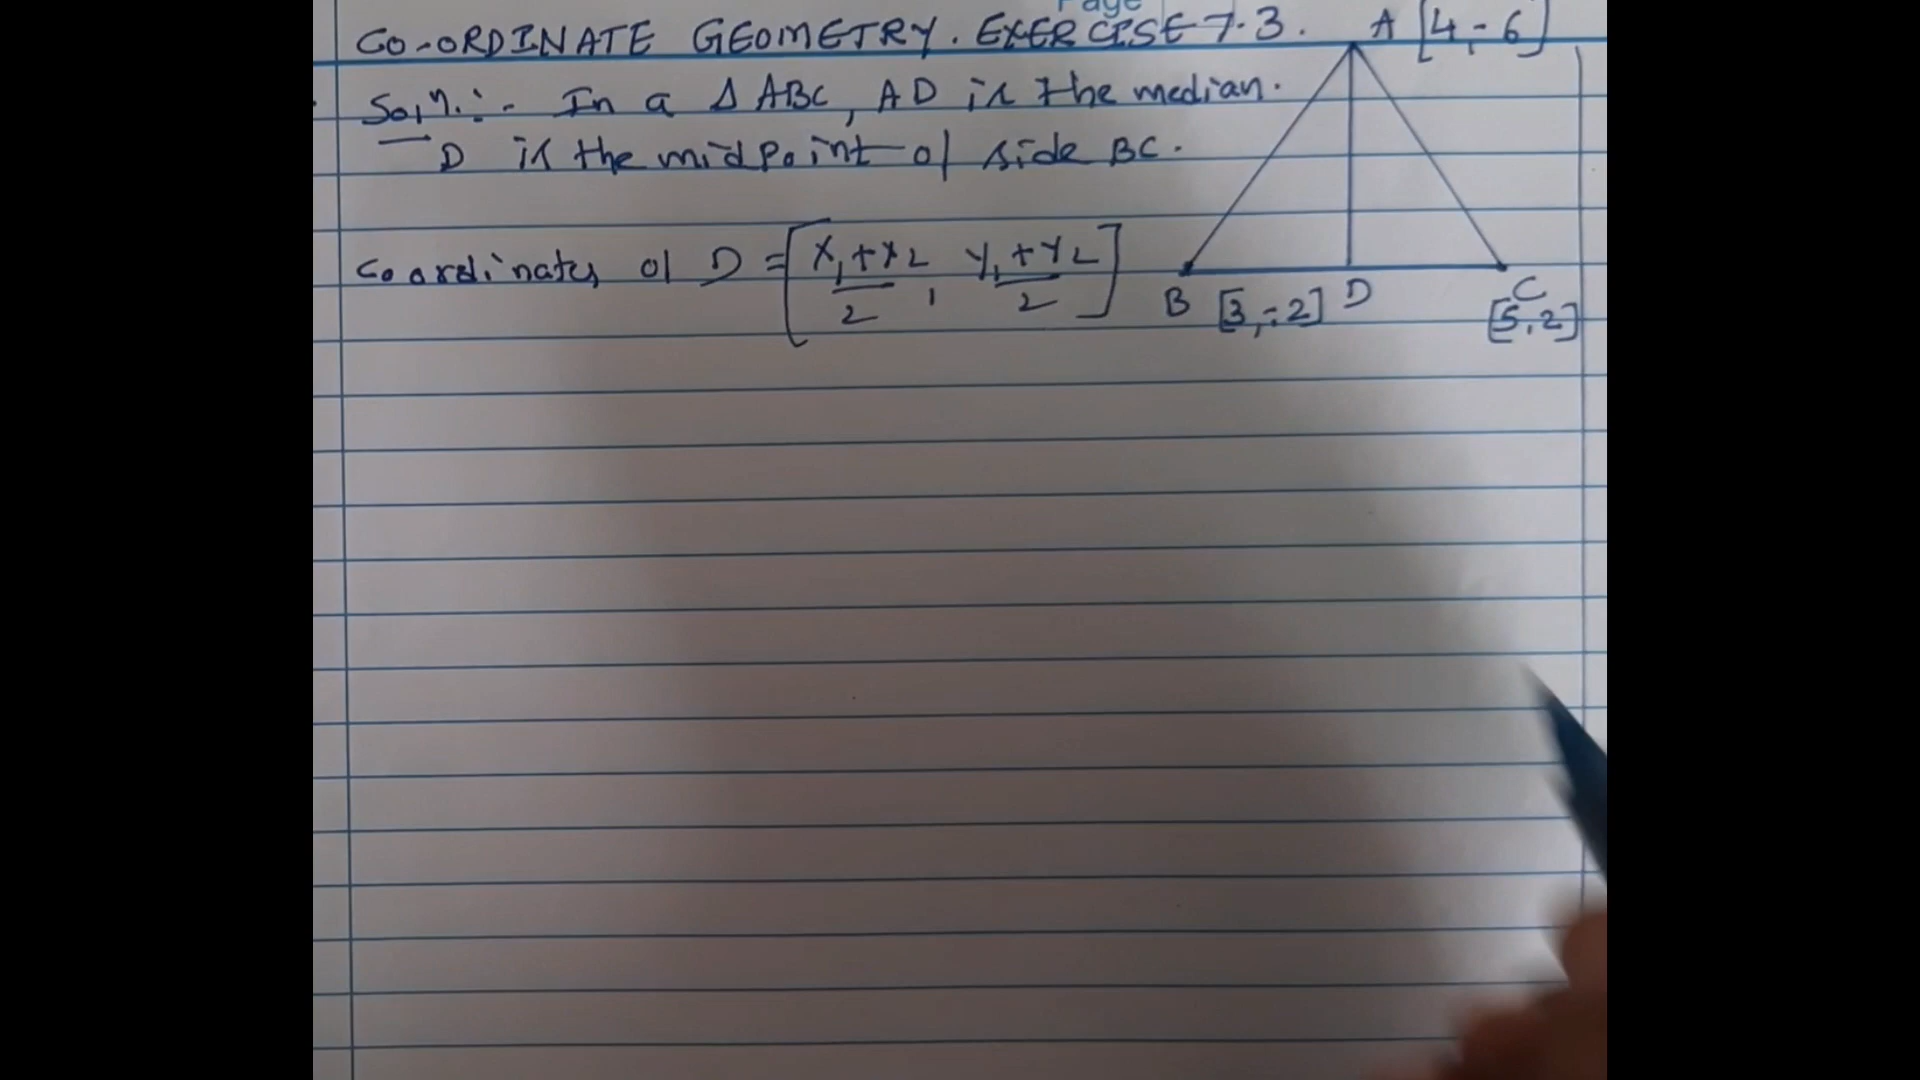 Page
CO-ORDINATE GEOMETRY. EXERCISE 7.3.
A [4,-6]
Soln.:- In a Δ ABC, AD is the median.
D is the midpoint of side BC.
Coordinates of D = [x₁+x₂/2, y₁+y₂/2]
B [3,-2] D C [5,2]